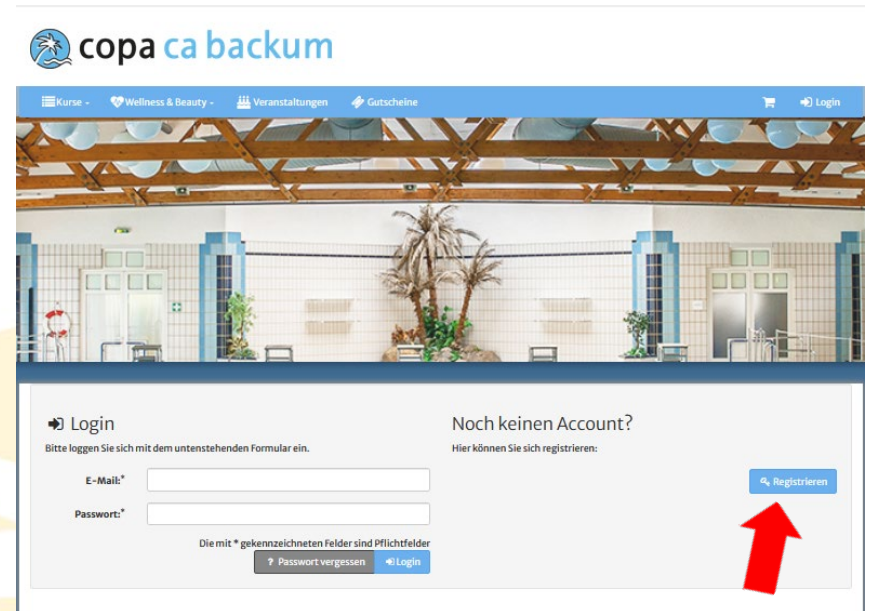 copa ca backum
Kurse
Wellness & Beauty
Veranstaltungen
Gutscheine
Login
Login
Bitte loggen Sie sich mit dem untenstehenden Formular ein.
E-Mail:*
Passwort:*
Die mit * gekennzeichneten Felder sind Pflichtfelder
? Passwort vergessen
Login
Noch keinen Account?
Hier können Sie sich registrieren:
Registrieren